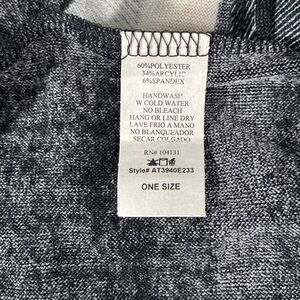 60%POLYESTER
34%ARCYLIC
6%SPANDEX
HANDWASH
W COLD WATER
NO BLEACH
HANG OR LINE DRY
LAVE FRIO A MANO
NO BLANQUEADOR
SECAR COLGADO
RN# 104131
Style# AT3940E233
ONE SIZE